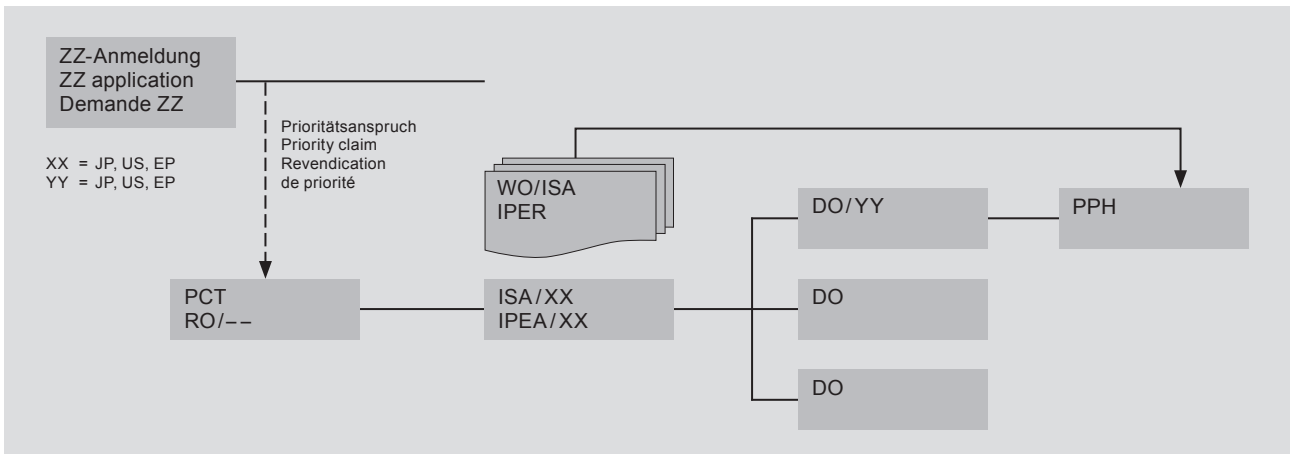 ZZ-Anmeldung
ZZ application
Demande ZZ
XX = JP, US, EP
YY = JP, US, EP
Prioritätsanspruch
Priority claim
Revendication
de priorité
WO/ISA
IPER
DO/YY
PPH
PCT
RO/––
ISA/XX
IPEA/XX
DO
DO